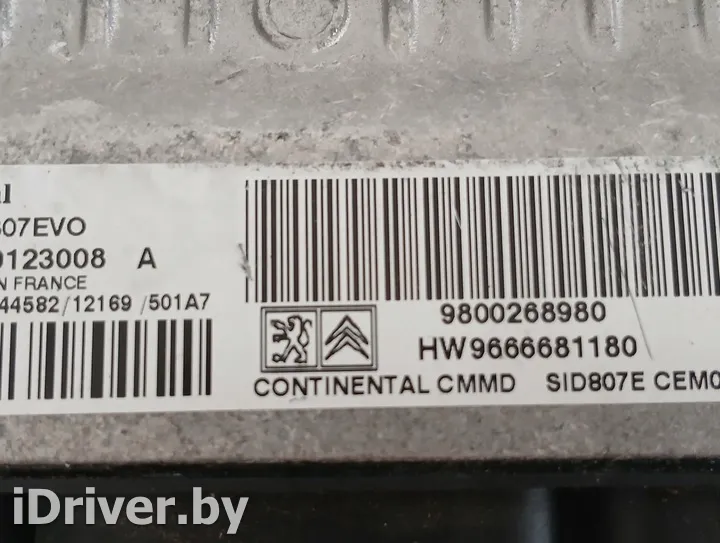 807EVO
0123008 A
N FRANCE
44582/12169/501A7
9800268980
HW9666681180
CONTINENTAL CMMD SID807E CEM0
iDriver.by